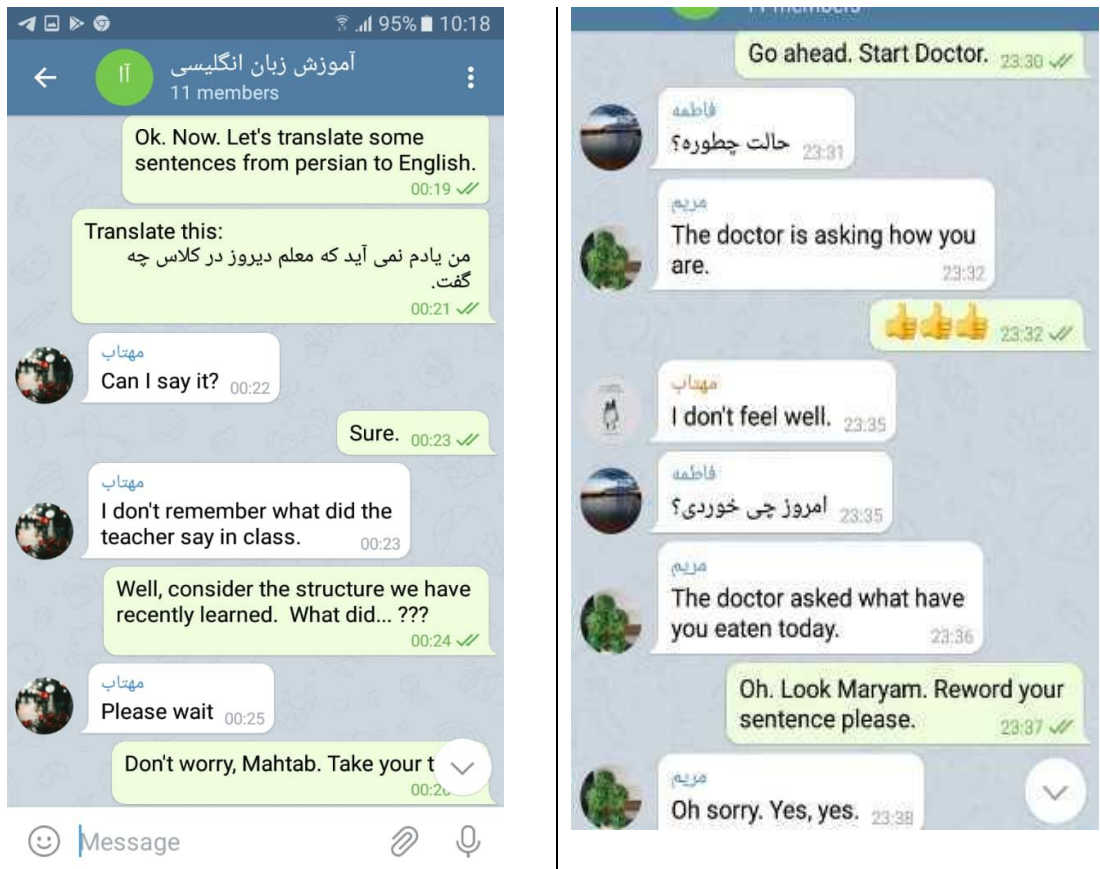 95% 10:18
آموزش زبان انگلیسی
آآ
11 members
Ok. Now. Let's translate some
sentences from persian to English.
00:19
Translate this:
من یادم نمی آید که معلم دیروز در کلاس چه
گفت.
00:21
مهتاب
Can I say it? 00:22
Sure. 00:23
مهتاب
I don't remember what did the
teacher say in class.
00:23
Well, consider the structure we have
recently learned. What did... ???
00:24
مهتاب
Please wait 00:25
Don't worry, Mahtab. Take your t
Message
11 members
Go ahead. Start Doctor. 23:30
فاطمه
حالت چطوره؟ 23:31
مریم
The doctor is asking how you
are.
23:32
23:32
مهتاب
I don't feel well. 23:35
فاطمه
امروز چی خوردی؟ 23:35
مریم
The doctor asked what have
you eaten today.
23:36
Oh. Look Maryam. Reword your
sentence please.
23:37
مریم
Oh sorry. Yes, yes. 23:38